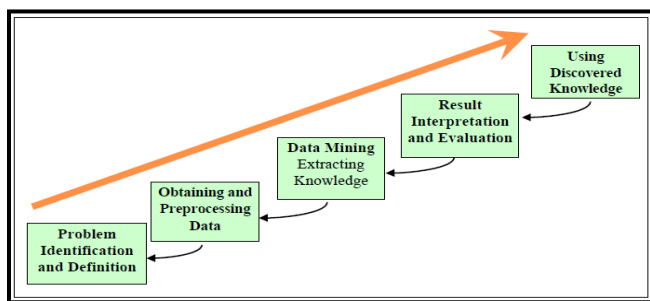 Using
Discovered
Knowledge
Result
Interpretation
and Evaluation
Data Mining
Extracting
Knowledge
Obtaining and
Preprocessing
Data
Problem
Identification
and Definition